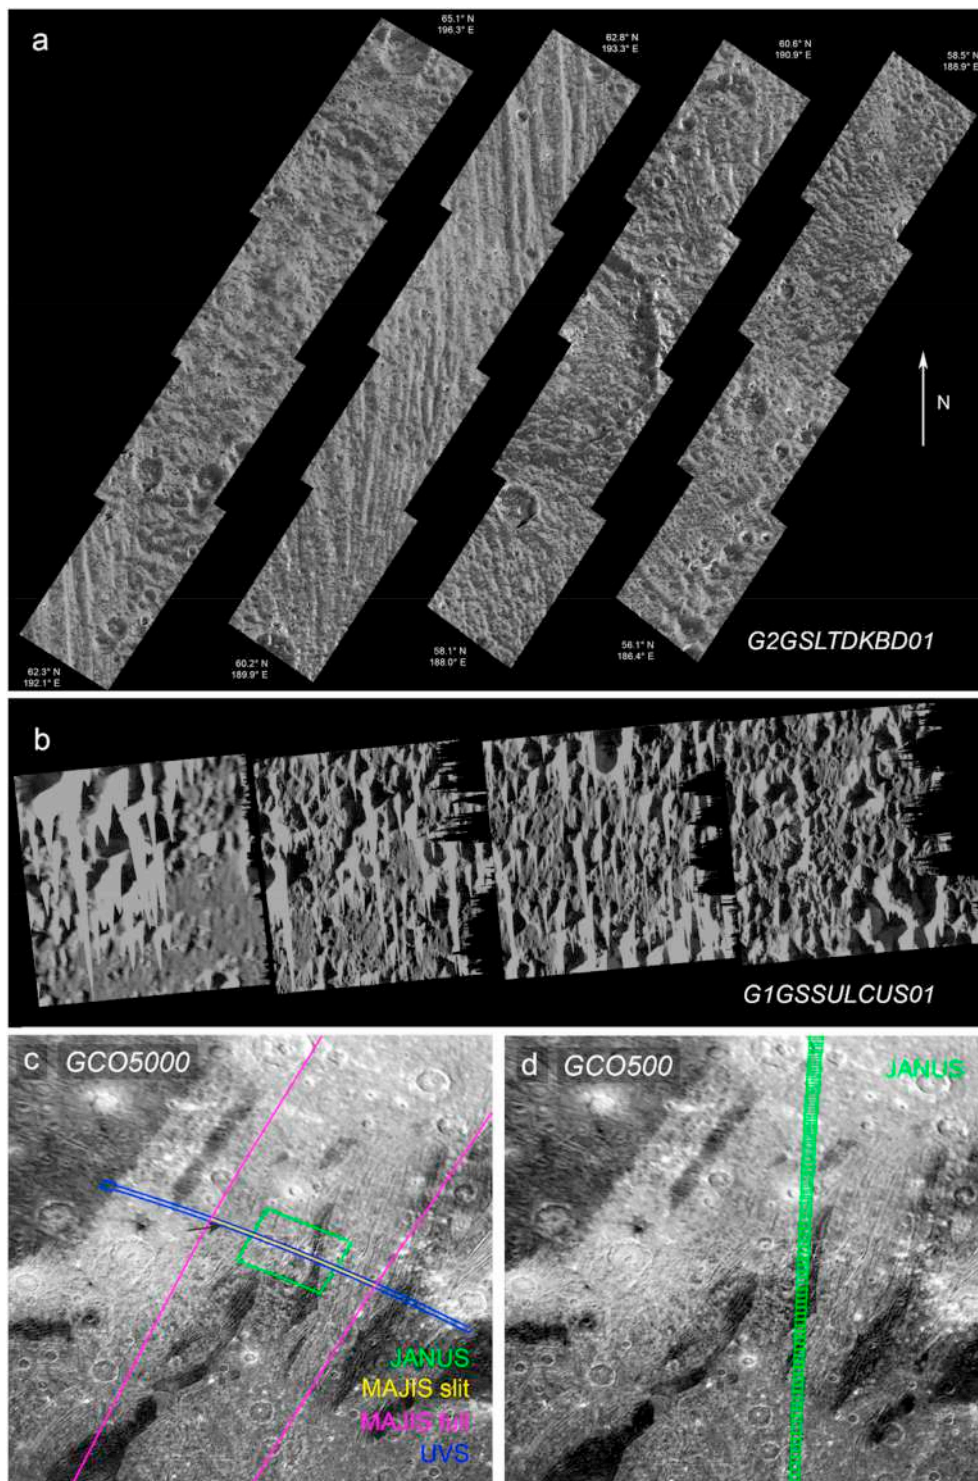 a
65.1° N
196.3° E
62.8° N
193.3° E
60.6° N
190.9° E
58.5° N
188.9° E
N
62.3° N
192.1° E
60.2° N
189.9° E
58.1° N
188.0° E
56.1° N
186.4° E
G2GSLTDKBD01
b
G1GSSULCUS01
c GCO5000
JANUS
MAJIS slit
MAJIS full
UVS
d GCO500
JANUS